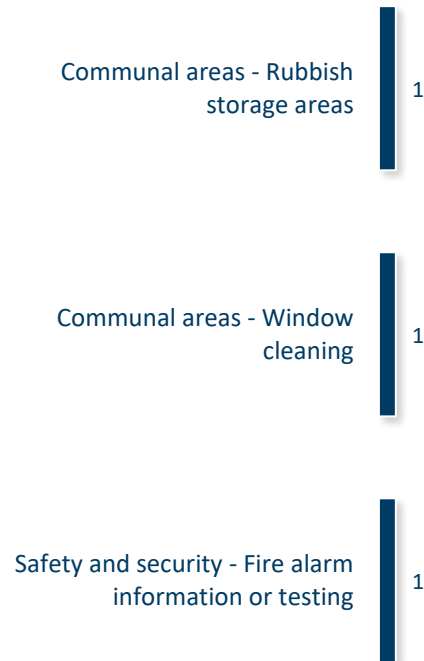 Communal areas - Rubbish
storage areas
1
Communal areas - Window
cleaning
1
Safety and security - Fire alarm
information or testing
1